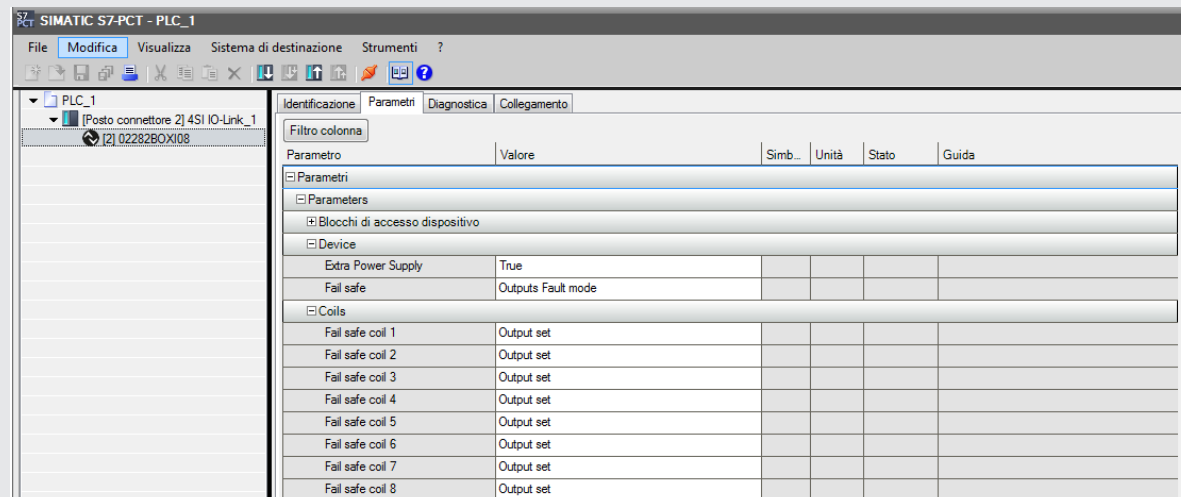 SIMATIC S7-PCT - PLC_1
File Modifica Visualizza Sistema di destinazione Strumenti ?
PLC_1
[Posto connettore 2] 4SI IO-Link_1
[2] 02282BOXI08
Identificazione Parametri Diagnostica Collegamento
Filtro colonna
Parametro Valore Simb... Unità Stato Guida
Parametri
Parameters
Blocchi di accesso dispositivo
Device
Extra Power Supply True
Fail safe Outputs Fault mode
Coils
Fail safe coil 1 Output set
Fail safe coil 2 Output set
Fail safe coil 3 Output set
Fail safe coil 4 Output set
Fail safe coil 5 Output set
Fail safe coil 6 Output set
Fail safe coil 7 Output set
Fail safe coil 8 Output set